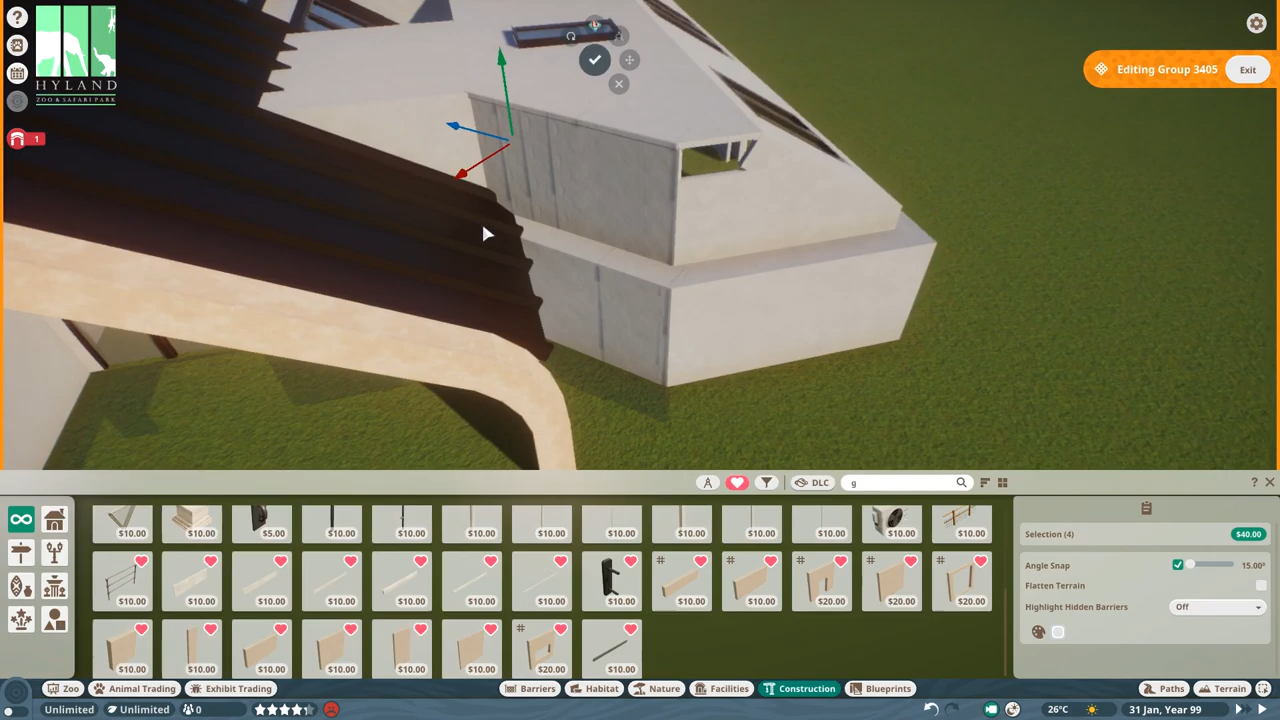 ?
HYLAND
ZOO & SAFARI PARK
1
Editing Group 3405 Exit
DLC g ?
$10.00 $10.00 $5.00 $10.00 $10.00 $10.00 $10.00 $10.00 $10.00 $10.00 $10.00 $10.00 $10.00
$10.00 $10.00 $10.00 $10.00 $10.00 $10.00 $10.00 $10.00 $10.00 $10.00 $20.00 $10.00 $20.00
$10.00 $10.00 $10.00 $10.00 $10.00 $10.00 $20.00 $10.00
Selection (4) $40.00
Angle Snap 15.00°
Flatten Terrain
Highlight Hidden Barriers Off
Zoo Animal Trading Exhibit Trading Barriers Habitat Nature Facilities Construction Blueprints Paths Terrain
Unlimited Unlimited 0 26°C 31 Jan, Year 99